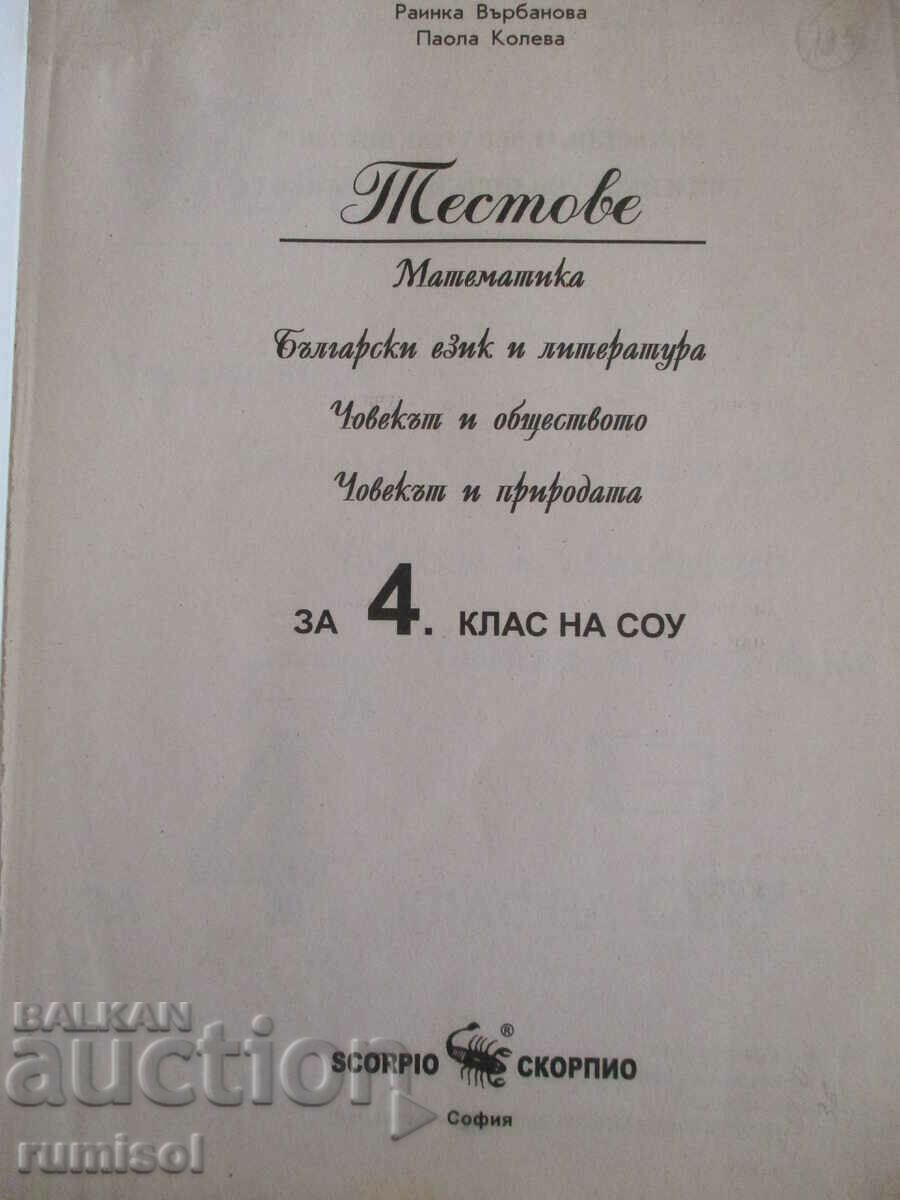 Раинка Върбанова
Паола Колева
Тестове
Математика
Български език и литература
Човекът и обществото
Човекът и природата
ЗА 4. КЛАС НА СОУ
SCORPIO ® СКОРПИО
София
BALKAN
auction
rumisol